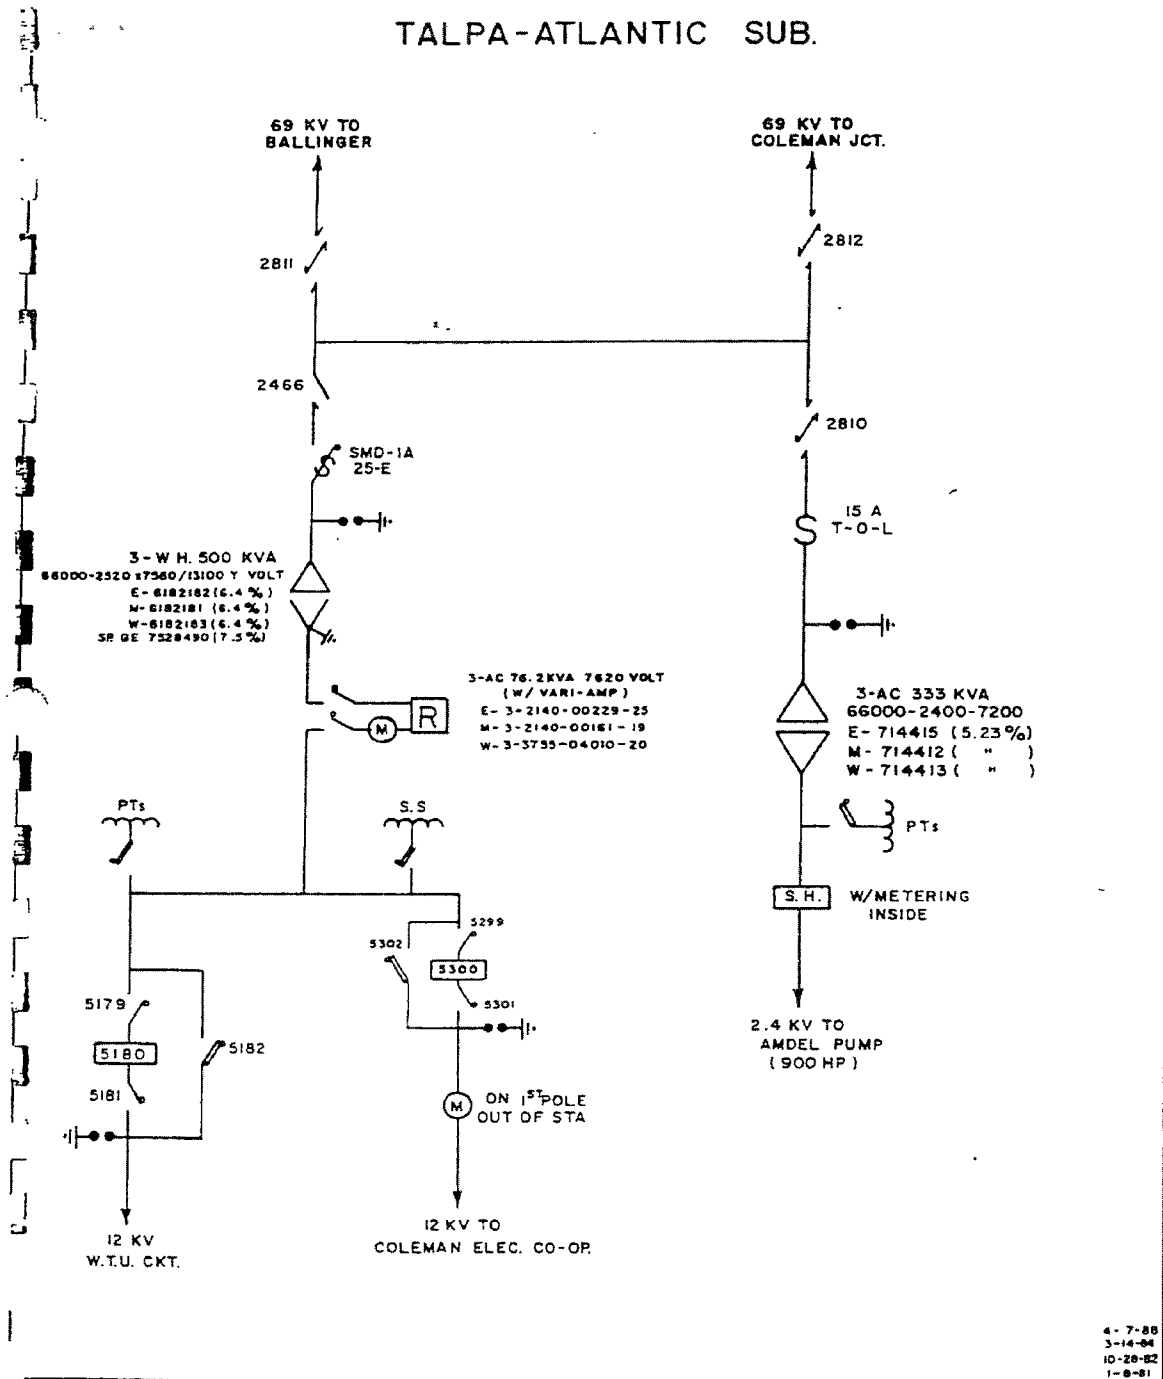 TALPA-ATLANTIC SUB.
69 KV TO
BALLINGER
69 KV TO
COLEMAN JCT.
2811
2812
2466
2810
SMD-1A
25-E
15 A
T-O-L
3-W H. 500 KVA
66000-2520 x7560/13100 Y VOLT
E-6182182 (6.4%)
M-6182181 (6.4%)
W-6182183 (6.4%)
SP. GE 7528490 (7.5%)
3-AC 76.2KVA 7620 VOLT
(W/ VARI-AMP)
E-3-2140-00229-25
M-3-2140-00161-19
W-3-3755-04010-20
R
M
3-AC 333 KVA
66000-2400-7200
E-714415 (5.23%)
M-714412 ( " )
W-714413 ( " )
PTs
S.S
PTs
S.H.
W/METERING
INSIDE
5299
5302
5300
5301
5179
5180
5181
5182
2.4 KV TO
AMDEL PUMP
(900 HP)
M
ON 1ST POLE
OUT OF STA
12 KV
W.T.U. CKT.
12 KV TO
COLEMAN ELEC. CO-OP.
4-7-88
3-14-84
10-28-82
1-8-81